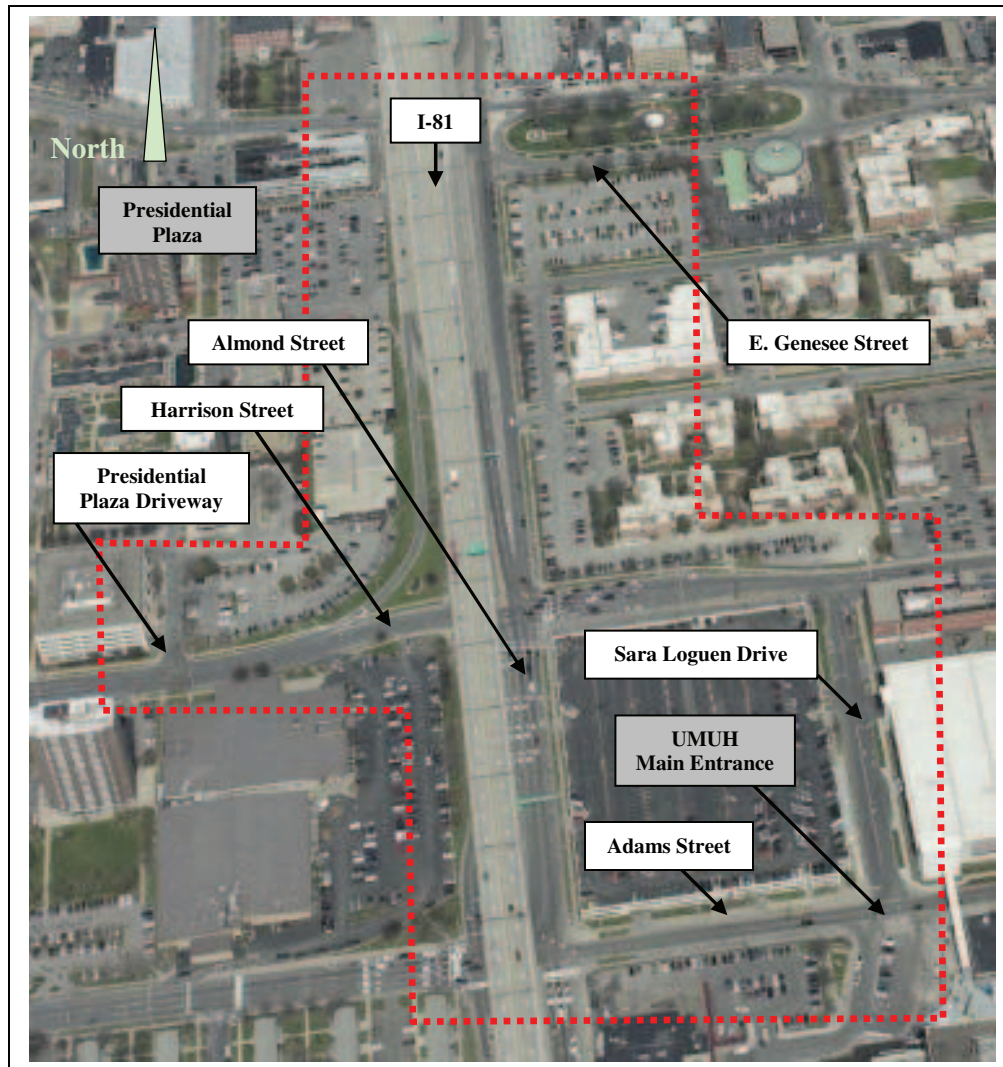 I-81
North
Presidential
Plaza
Almond Street
E. Genesee Street
Harrison Street
Presidential
Plaza Driveway
Sara Loguen Drive
UMUH
Main Entrance
Adams Street